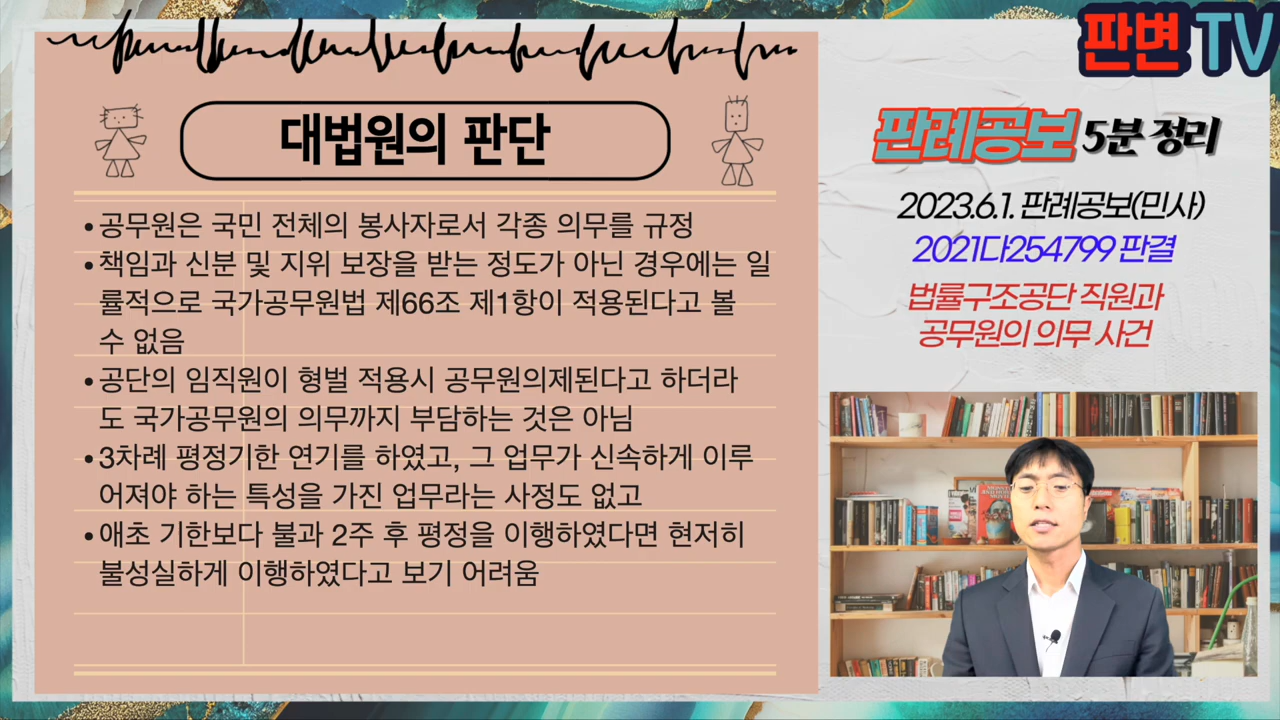 판변 TV
대법원의 판단
• 공무원은 국민 전체의 봉사자로서 각종 의무를 규정
• 책임과 신분 및 지위 보장을 받는 정도가 아닌 경우에는 일
률적으로 국가공무원법 제66조 제1항이 적용된다고 볼
수 없음
• 공단의 임직원이 형벌 적용시 공무원의제된다고 하더라
도 국가공무원의 의무까지 부담하는 것은 아님
• 3차례 평정기한 연기를 하였고, 그 업무가 신속하게 이루
어져야 하는 특성을 가진 업무라는 사정도 없고
• 애초 기한보다 불과 2주 후 평정을 이행하였다면 현저히
불성실하게 이행하였다고 보기 어려움
판례공보 5분 정리
2023.6.1. 판례공보(민사)
2021다254799 판결
법률구조공단 직원과
공무원의 의무 사건